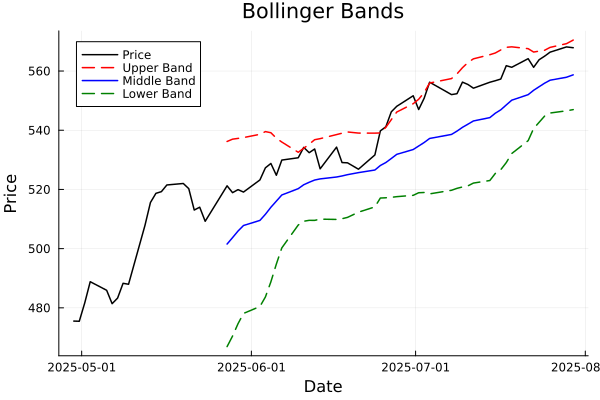 Bollinger Bands
Price
Upper Band
Middle Band
Lower Band
560
540
520
500
480
Price
2025-05-01
2025-06-01
2025-07-01
2025-08
Date